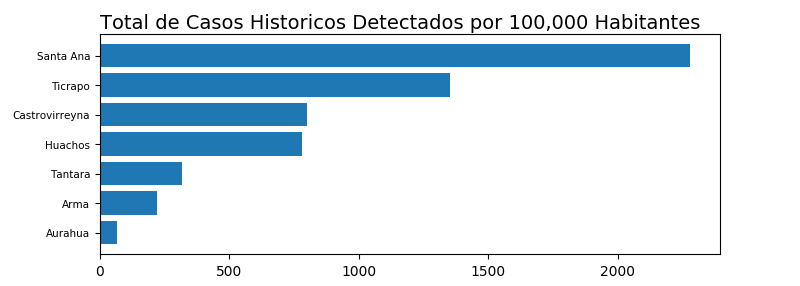 Total de Casos Historicos Detectados por 100,000 Habitantes
Santa Ana
Ticrapo
Castrovirreyna
Huachos
Tantara
Arma
Aurahua
0 500 1000 1500 2000